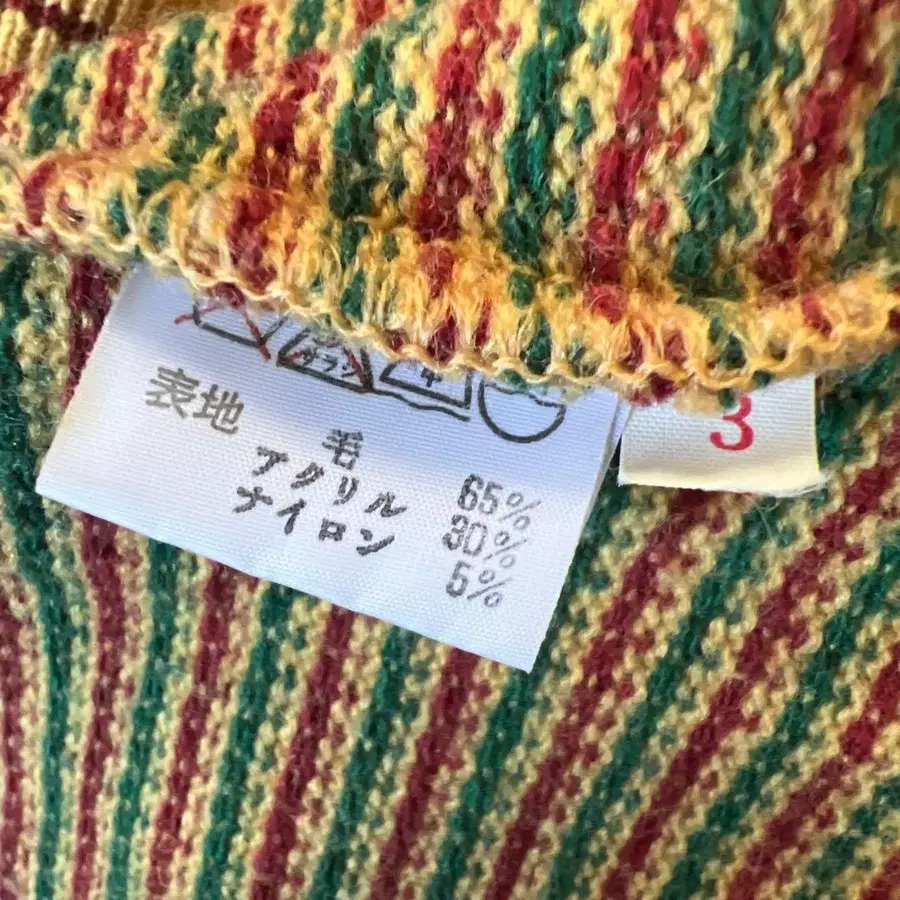 表地
毛 65%
アクリル 30%
ナイロン 5%
3